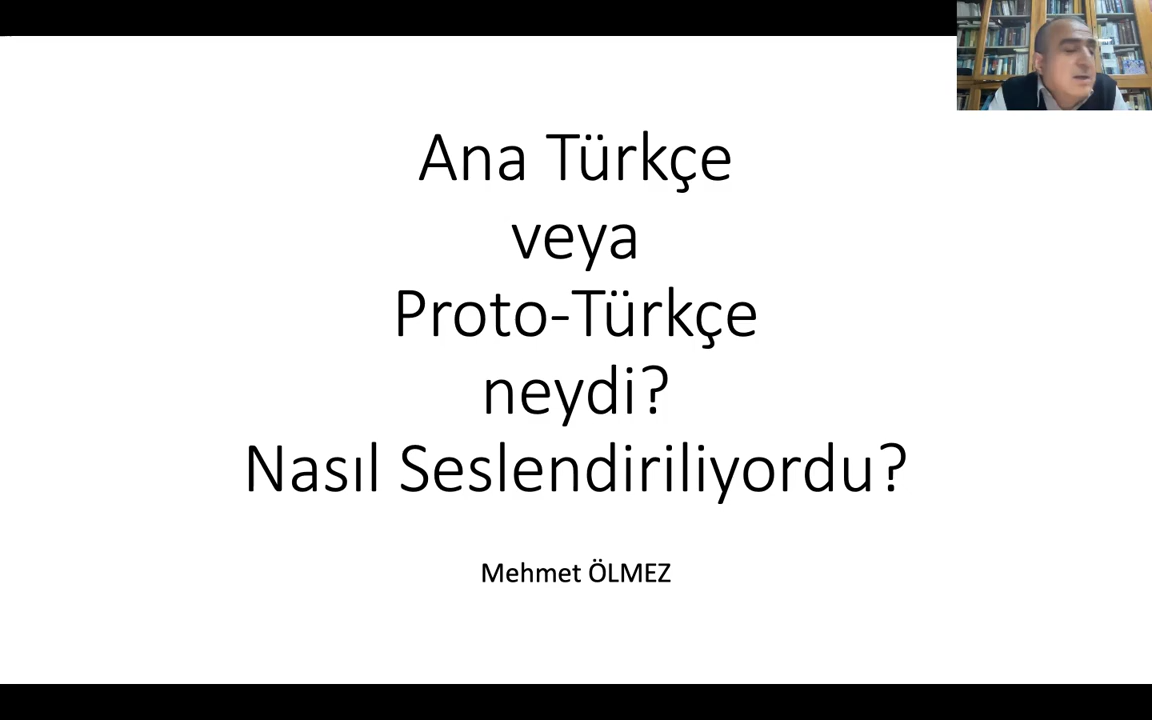 Ana Türkçe
veya
Proto-Türkçe
neydi?
Nasıl Seslendiriliyordu?
Mehmet ÖLMEZ